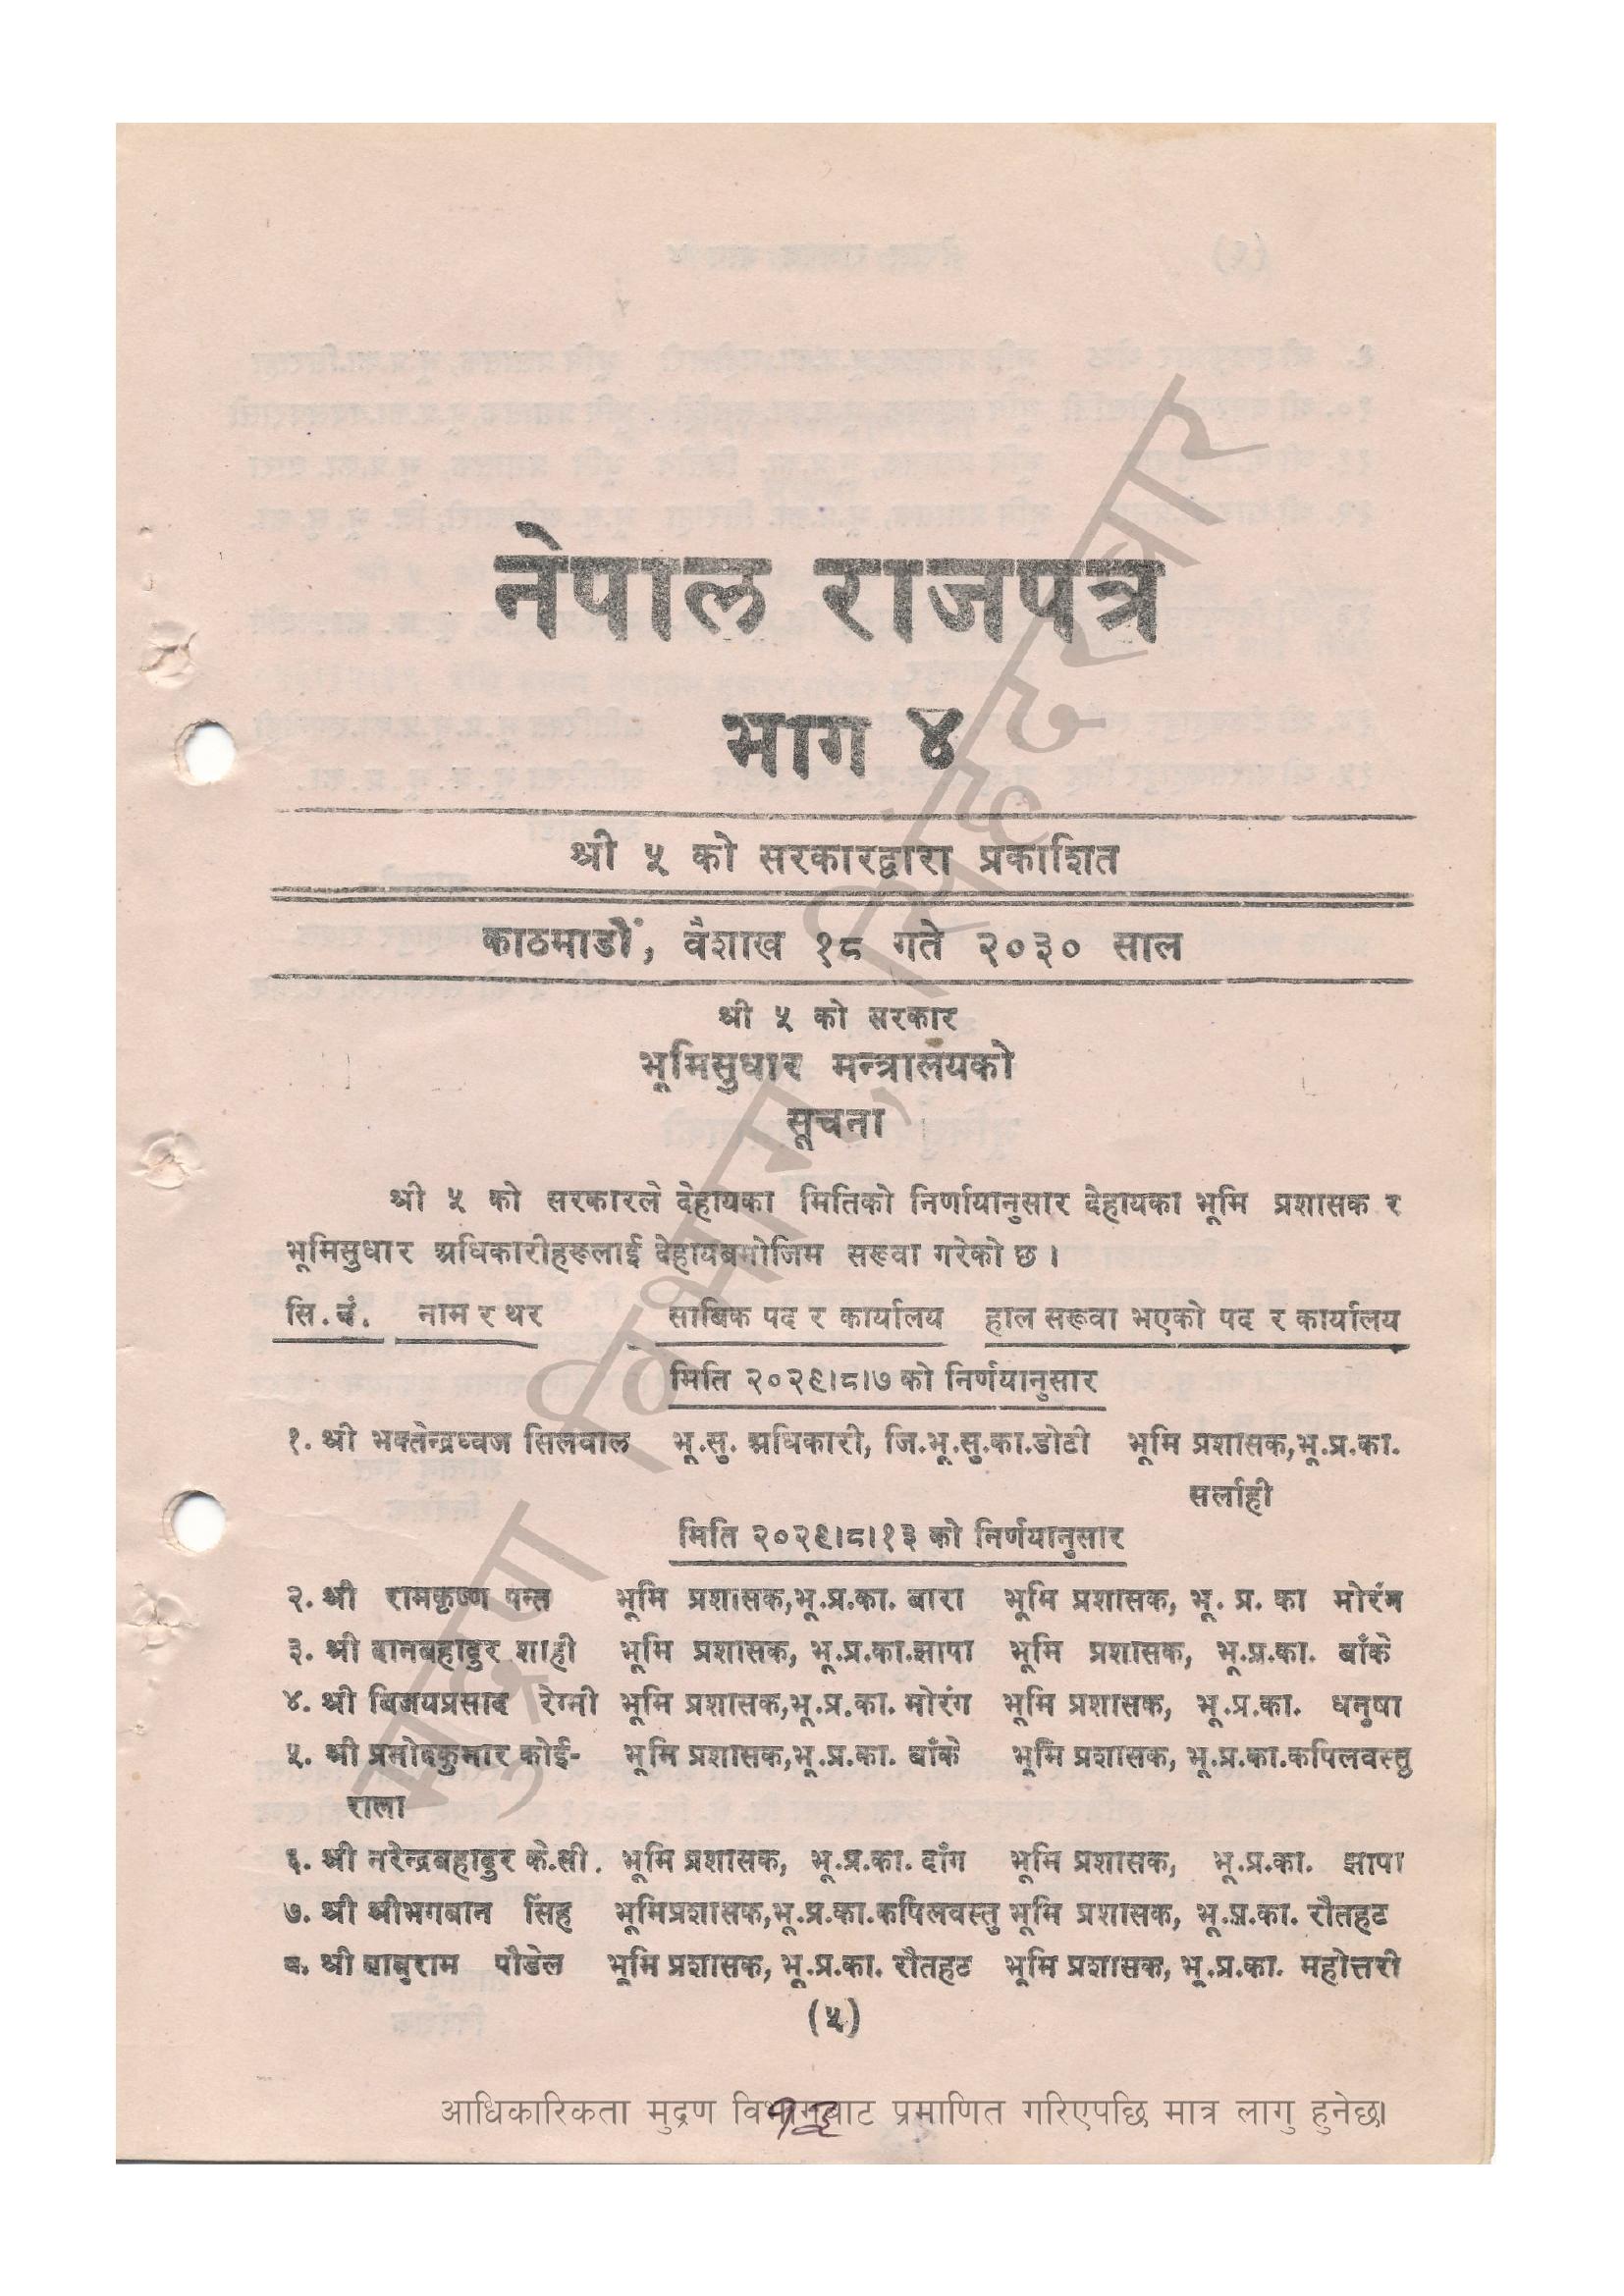 नेपाल राजपत्र
भाग ४
श्री ५ को सरकारद्वारा प्रकाशित
काठमाडौं, वैशाख १८ गते २०३० साल
श्री ५ को सरकार
भूमिसुधार मन्त्रालयको
सूचना
श्री ५ को सरकारले देहायका मितिको निर्णयानुसार देहायका भूमि प्रशासक र
भूमिसुधार अधिकारीहरूलाई देहायबमोजिम सरूवा गरेको छ ।
सि.नं. नाम र थर साबिक पद र कार्यालय हाल सरूवा भएको पद र कार्यालय
मिति २०२९।८।७ को निर्णयानुसार
१. श्री भक्तेन्द्रध्वज सिलवाल भू.सु. अधिकारी, जि.भू.सु.का.डोटी भूमि प्रशासक,भू.प्र.का.
सर्लाही
मिति २०२९।८।१३ को निर्णयानुसार
२. श्री रामकृष्ण पन्त भूमि प्रशासक,भू.प्र.का. बारा भूमि प्रशासक, भू. प्र. का मोरंग
३. श्री दानबहादुर शाही भूमि प्रशासक, भू.प्र.का.झापा भूमि प्रशासक, भू.प्र.का. बाँके
४. श्री विजयप्रसाद रेग्मी भूमि प्रशासक,भू.प्र.का. मोरंग भूमि प्रशासक, भू.प्र.का. धनुषा
५. श्री प्रमोदकुमार कोई- भूमि प्रशासक,भू.प्र.का. बाँके भूमि प्रशासक, भू.प्र.का.कपिलवस्तु
राला
६. श्री नरेन्द्रबहादुर के.सी. भूमि प्रशासक, भू.प्र.का. दाँग भूमि प्रशासक, भू.प्र.का. झापा
७. श्री श्रीभगवान सिंह भूमिप्रशासक,भू.प्र.का.कपिलवस्तु भूमि प्रशासक, भू.प्र.का. रौतहट
८. श्री बाबुराम पौडेल भूमि प्रशासक, भू.प्र.का. रौतहट भूमि प्रशासक, भू.प्र.का. महोत्तरी
(५)
आधिकारिकता मुद्रण विभागबाट प्रमाणित गरिएपछि मात्र लागु हुनेछ।
मुद्रण विभाग, सिंहदरबार